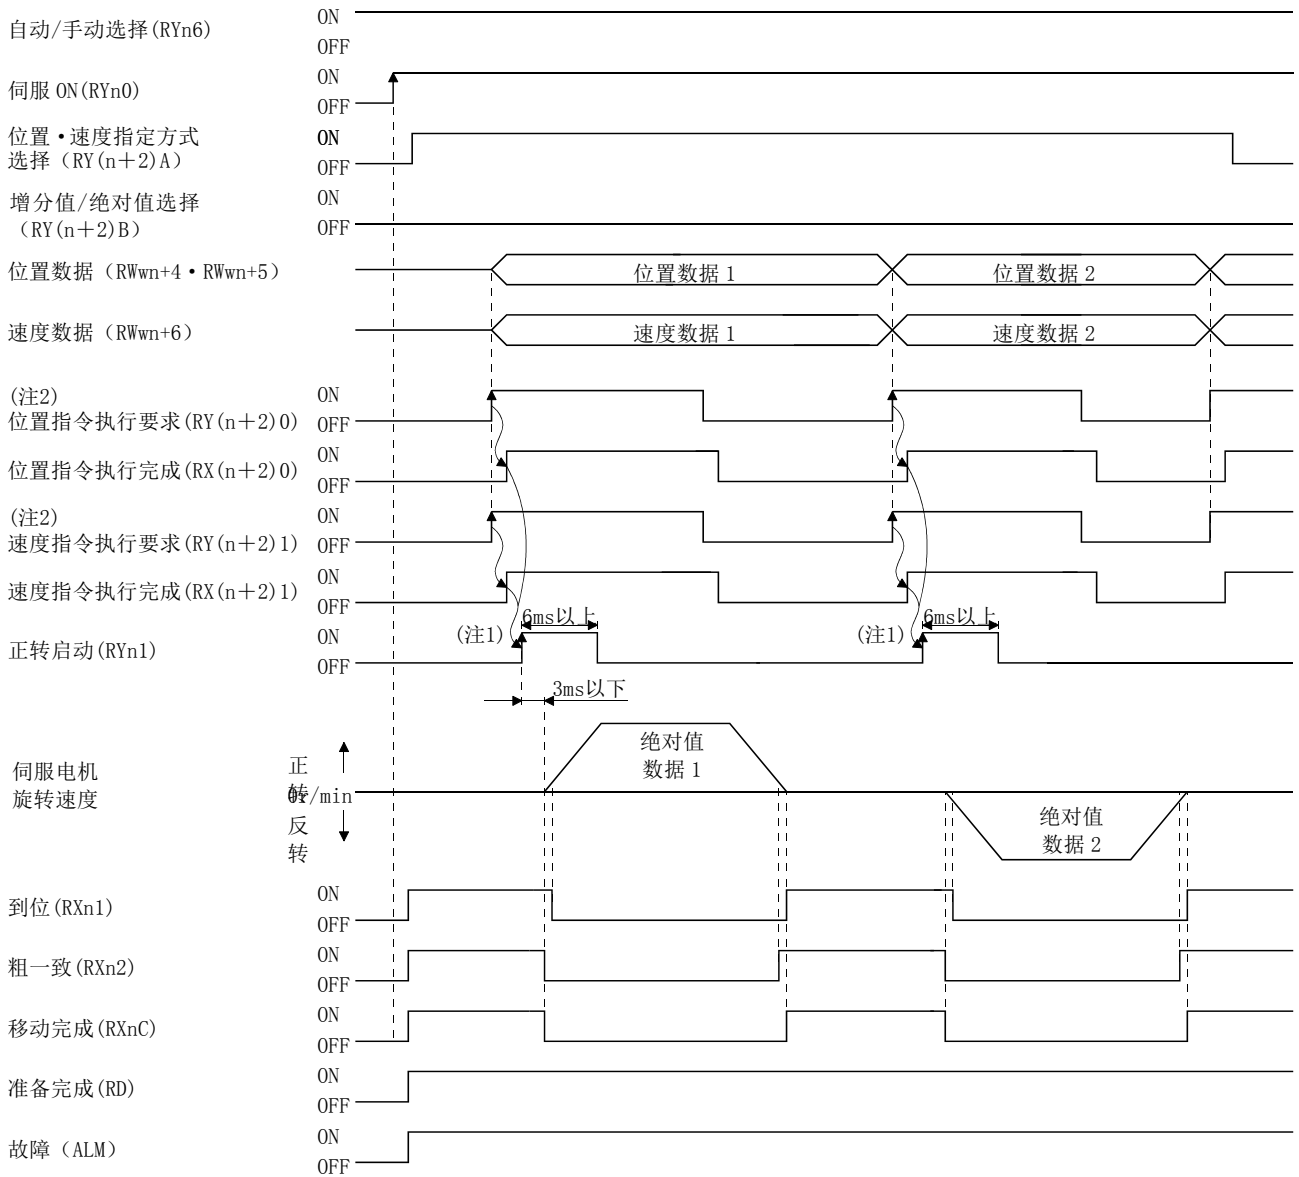 自动/手动选择(RYn6)
ON
OFF
伺服 ON(RYn0)
ON
OFF
位置·速度指定方式
选择（RY(n＋2)A）
ON
OFF
增分值/绝对值选择
（RY(n＋2)B）
ON
OFF
位置数据（RWwn+4·RWwn+5）
位置数据 1
位置数据 2
速度数据（RWwn+6）
速度数据 1
速度数据 2
(注2)
位置指令执行要求(RY(n＋2)0)
ON
OFF
位置指令执行完成(RX(n＋2)0)
ON
OFF
(注2)
速度指令执行要求(RY(n＋2)1)
ON
OFF
速度指令执行完成(RX(n＋2)1)
ON
OFF
正转启动(RYn1)
ON
OFF
(注1)
6ms以上
(注1)
6ms以上
3ms以下
伺服电机
旋转速度
正
转
0r/min
反
转
绝对值
数据 1
绝对值
数据 2
到位(RXn1)
ON
OFF
粗一致(RXn2)
ON
OFF
移动完成(RXnC)
ON
OFF
准备完成(RD)
ON
OFF
故障（ALM）
ON
OFF